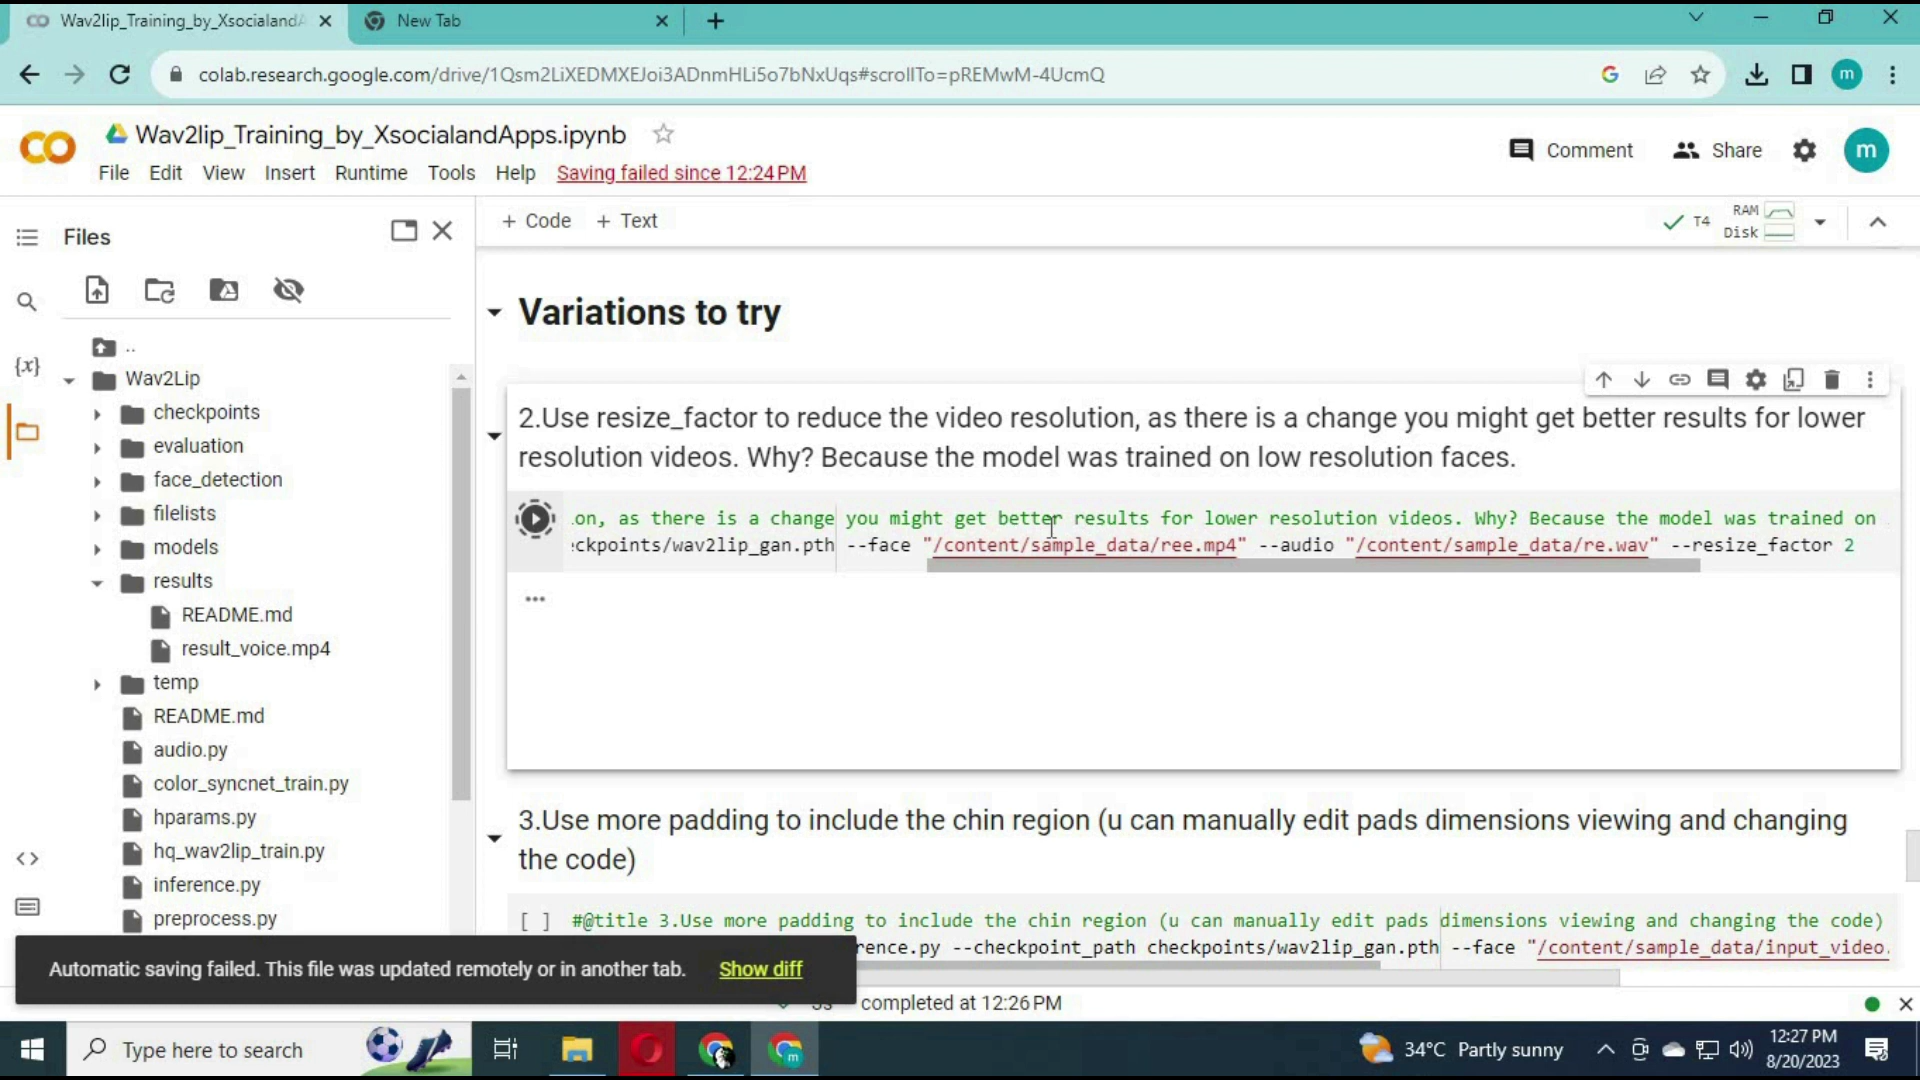 Wav2lip_Training_by_XsocialandA
New Tab
colab.research.google.com/drive/1Qsm2LiXEDMXEJoi3ADnmHLi5o7bNxUqs#scrollTo=pREMwM-4UcmQ
m
CO
Wav2lip_Training_by_XsocialandApps.ipynb
File Edit View Insert Runtime Tools Help Saving failed since 12:24 PM
Comment
Share
m
Files
+ Code + Text
T4
RAM
Disk
..
Wav2Lip
checkpoints
evaluation
face_detection
filelists
models
results
README.md
result_voice.mp4
temp
README.md
audio.py
color_syncnet_train.py
hparams.py
hq_wav2lip_train.py
inference.py
preprocess.py
{x}
<>
Variations to try
2.Use resize_factor to reduce the video resolution, as there is a change you might get better results for lower
resolution videos. Why? Because the model was trained on low resolution faces.
on, as there is a change you might get better results for lower resolution videos. Why? Because the model was trained on
ckpoints/wav2lip_gan.pth --face "/content/sample_data/ree.mp4" --audio "/content/sample_data/re.wav" --resize_factor 2
...
3.Use more padding to include the chin region (u can manually edit pads dimensions viewing and changing
the code)
[ ] #@title 3.Use more padding to include the chin region (u can manually edit pads dimensions viewing and changing the code)
rence.py --checkpoint_path checkpoints/wav2lip_gan.pth --face "/content/sample_data/input_video.
Automatic saving failed. This file was updated remotely or in another tab. Show diff
completed at 12:26 PM
Type here to search
m
34°C Partly sunny
12:27 PM
8/20/2023